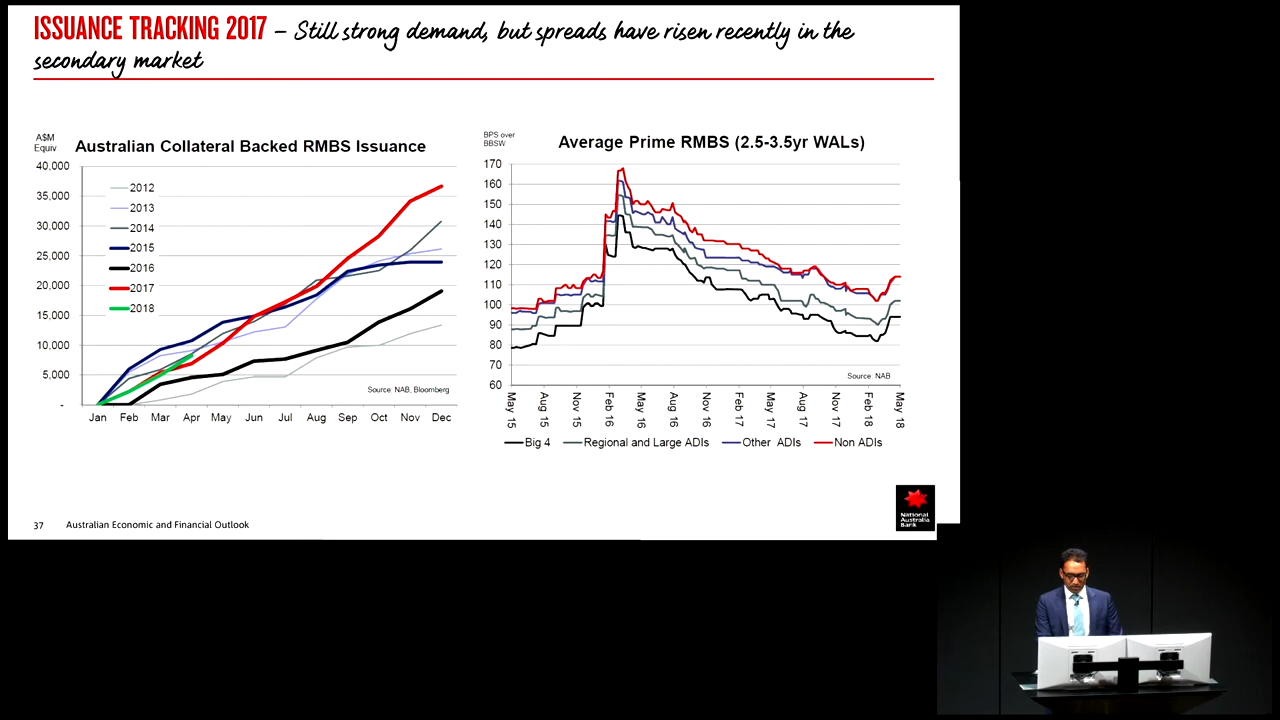 ISSUANCE TRACKING 2017 – Still strong demand, but spreads have risen recently in the
secondary market
A$M
Equiv
Australian Collateral Backed RMBS Issuance
40,000
35,000
30,000
25,000
20,000
15,000
10,000
5,000
-
2012
2013
2014
2015
2016
2017
2018
Source: NAB, Bloomberg
Jan Feb Mar Apr May Jun Jul Aug Sep Oct Nov Dec
BPS over
BBSW
Average Prime RMBS (2.5-3.5yr WALs)
170
160
150
140
130
120
110
100
90
80
70
60
Source: NAB
May 15 Aug 15 Nov 15 Feb 16 May 16 Aug 16 Nov 16 Feb 17 May 17 Aug 17 Nov 17 Feb 18 May 18
Big 4 Regional and Large ADIs Other ADIs Non ADIs
37 Australian Economic and Financial Outlook
National
Australia
Bank